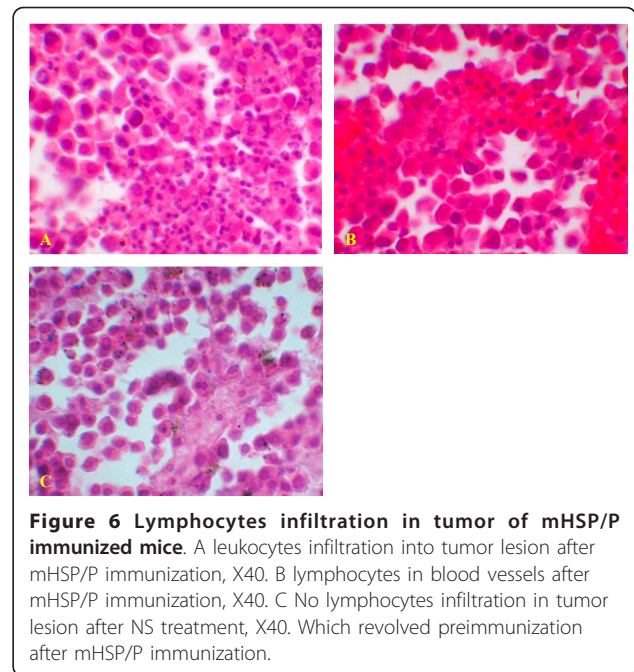 A
B
C
Figure 6 Lymphocytes infiltration in tumor of mHSP/P
immunized mice. A leukocytes infiltration into tumor lesion after
mHSP/P immunization, X40. B lymphocytes in blood vessels after
mHSP/P immunization, X40. C No lymphocytes infiltration in tumor
lesion after NS treatment, X40. Which revolved preimmunization
after mHSP/P immunization.